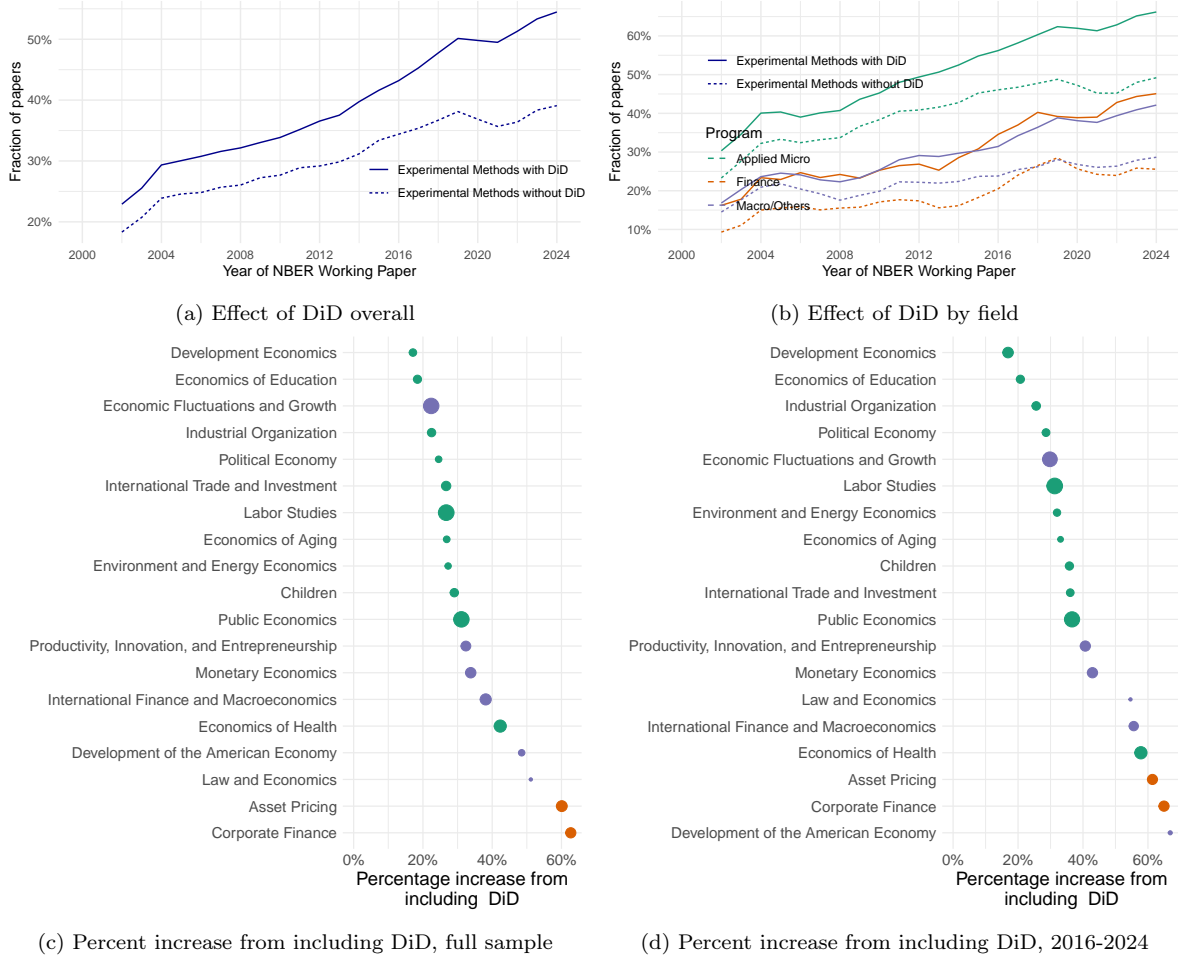 50%
40%
30%
20%
Fraction of papers
Experimental Methods with DiD
Experimental Methods without DiD
2000 2004 2008 2012 2016 2020 2024
Year of NBER Working Paper
(a) Effect of DiD overall
60%
50%
40%
30%
20%
10%
Fraction of papers
Experimental Methods with DiD
Experimental Methods without DiD
Program
Applied Micro
Finance
Macro/Others
2000 2004 2008 2012 2016 2020 2024
Year of NBER Working Paper
(b) Effect of DiD by field
Development Economics
Economics of Education
Economic Fluctuations and Growth
Industrial Organization
Political Economy
International Trade and Investment
Labor Studies
Economics of Aging
Environment and Energy Economics
Children
Public Economics
Productivity, Innovation, and Entrepreneurship
Monetary Economics
International Finance and Macroeconomics
Economics of Health
Development of the American Economy
Law and Economics
Asset Pricing
Corporate Finance
0% 20% 40% 60%
Percentage increase from
including DiD
(c) Percent increase from including DiD, full sample
Development Economics
Economics of Education
Industrial Organization
Political Economy
Economic Fluctuations and Growth
Labor Studies
Environment and Energy Economics
Economics of Aging
Children
International Trade and Investment
Public Economics
Productivity, Innovation, and Entrepreneurship
Monetary Economics
Law and Economics
International Finance and Macroeconomics
Economics of Health
Asset Pricing
Corporate Finance
Development of the American Economy
0% 20% 40% 60%
Percentage increase from
including DiD
(d) Percent increase from including DiD, 2016-2024